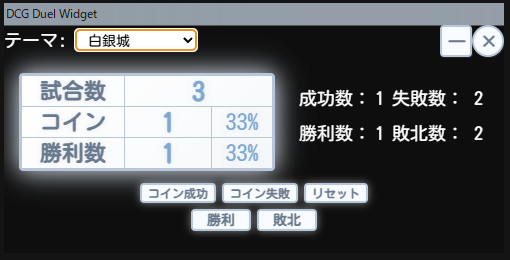 DCG Duel Widget
テーマ: 白銀城
試合数 3
コイン 1 33%
勝利数 1 33%
成功数: 1 失敗数: 2
勝利数: 1 敗北数: 2
コイン成功 コイン失敗 リセット
勝利 敗北